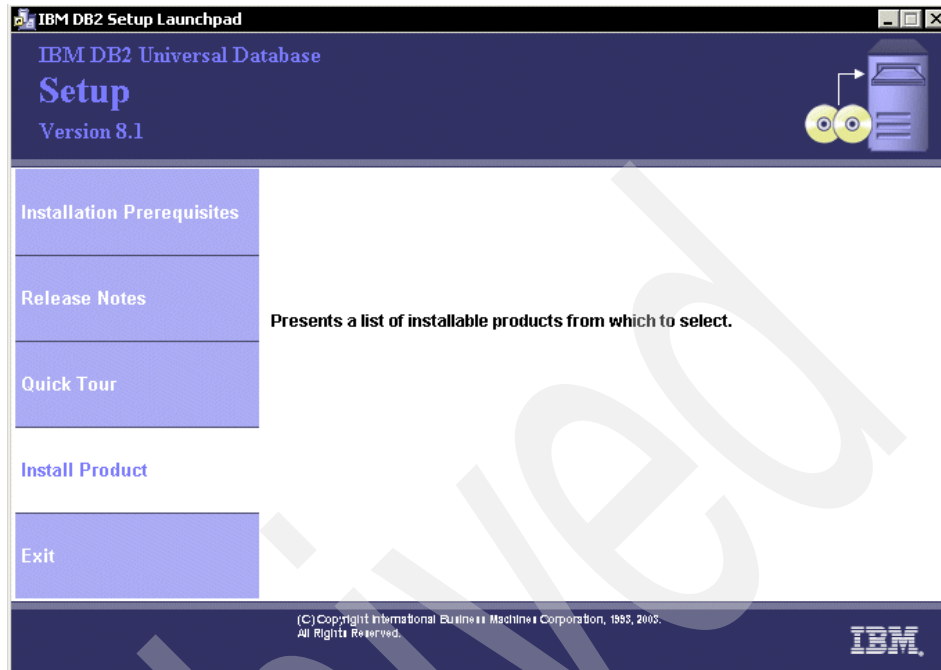 IBM DB2 Setup Launchpad
IBM DB2 Universal Database
Setup
Version 8.1
Installation Prerequisites
Release Notes
Presents a list of installable products from which to select.
Quick Tour
Install Product
Exit
(C) Copyright International Business Machines Corporation, 1993, 2003.
All Rights Reserved.
IBM.